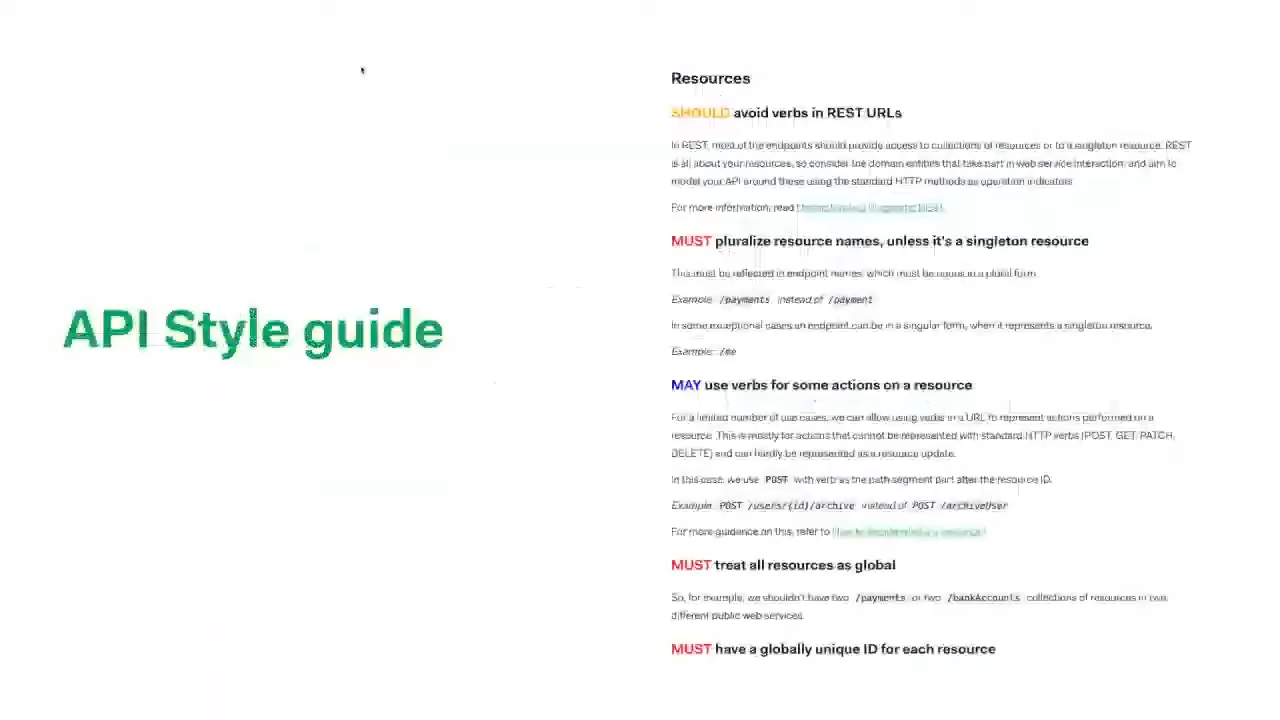 API Style guide
Resources
SHOULD avoid verbs in REST URLs
In REST, most of the endpoints should provide access to collections of resources or to a singleton resource. REST
is all about your resources, so consider the domain entities that take part in web service interaction, and aim to
model your API around these using the standard HTTP methods as operation indicators.
For more information, read
MUST pluralize resource names, unless it's a singleton resource
This must be reflected in endpoint names, which must be nouns in a plural form.
Example: /payments instead of /payment
In some exceptional cases an endpoint can be in a singular form, when it represents a singleton resource.
Example: /me
MAY use verbs for some actions on a resource
For a limited number of use cases, we can allow using verbs in a URL to represent actions performed on a
resource. This is mostly for actions that cannot be represented with standard HTTP verbs (POST, GET, PATCH,
DELETE) and can hardly be represented as a resource update.
In this case, we use POST with verb as the path segment part after the resource ID.
Example: POST /users/{id}/archive instead of POST /archiveUser
For more guidance on this, refer to
MUST treat all resources as global
So, for example, we shouldn't have two /payments or two /bankAccounts collections of resources in two
different public web services.
MUST have a globally unique ID for each resource